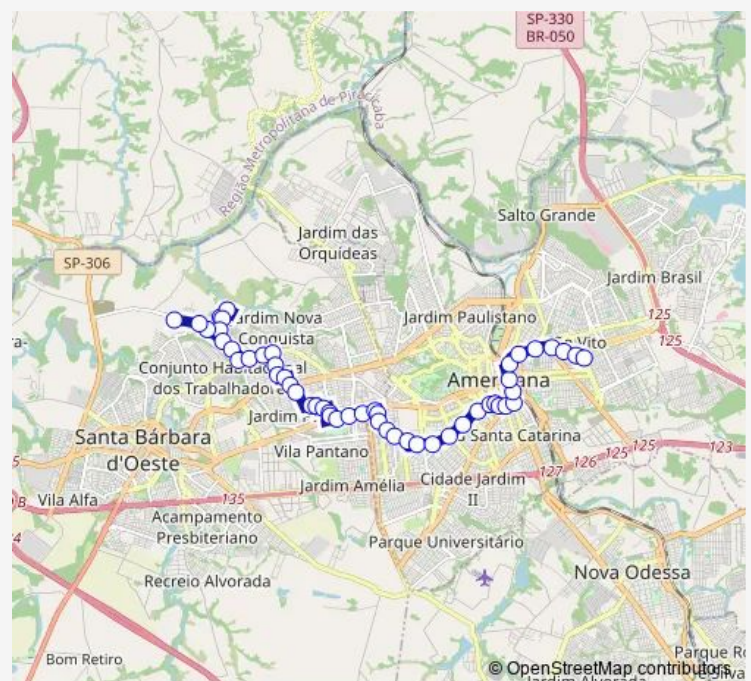 SP-330
BR-050
Região Metropolitana de Piracicaba
Salto Grande
Jardim das
Orquídeas
SP-306
Jardim Brasil
125
Jardim Nova
Conquista
Jardim Paulistano
Vito
125
Conjunto
dos Trabalhador
Americana
Jardim
Santa Bárbara
d'Oeste
Santa Catarina
Vila Pantano
125
125
123
126
127
Cidade Jardim
II
Jardim Amélia
Vila Alfa
135
B
Acampamento
Presbiteriano
Parque Universitário
Nova Odessa
Recreio Alvorada
Bom Retiro
© OpenStreetMap contributors